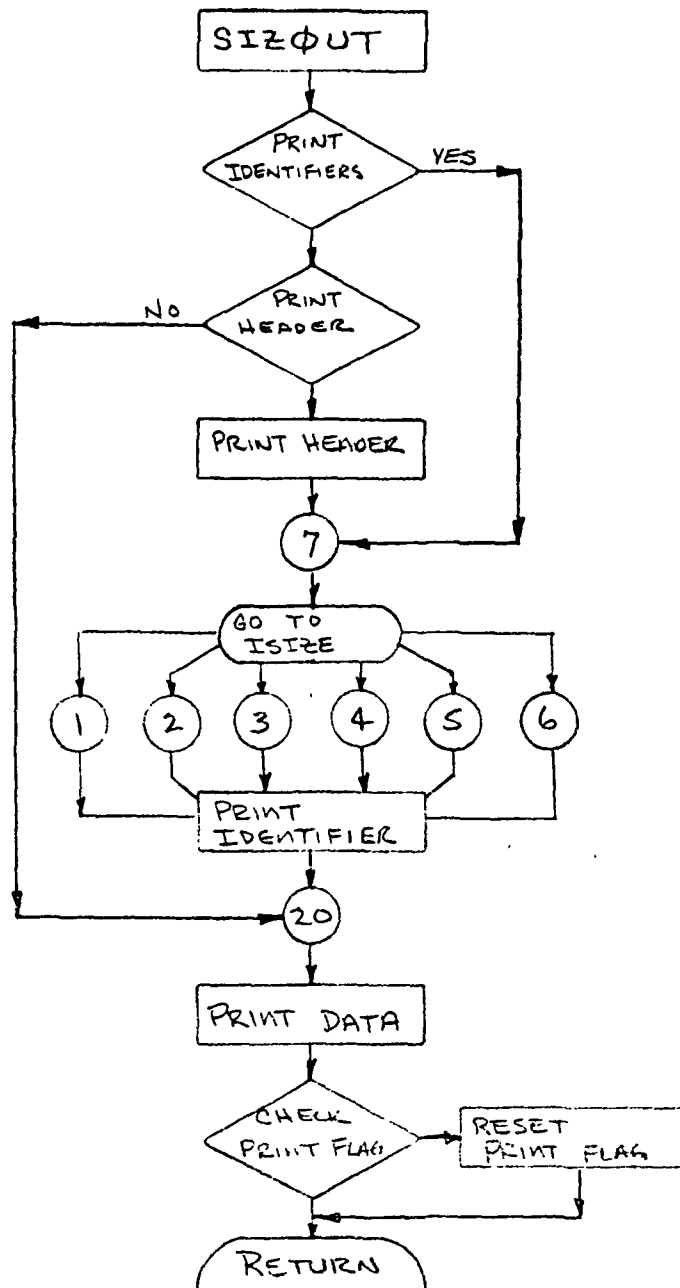 SIZØUT
PRINT
IDENTIFIERS
YES
PRINT
HEADER
NO
PRINT HEADER
7
GO TO
ISIZE
1 2 3 4 5 6
PRINT
IDENTIFIER
20
PRINT DATA
CHECK
PRINT FLAG
RESET
PRINT FLAG
RETURN